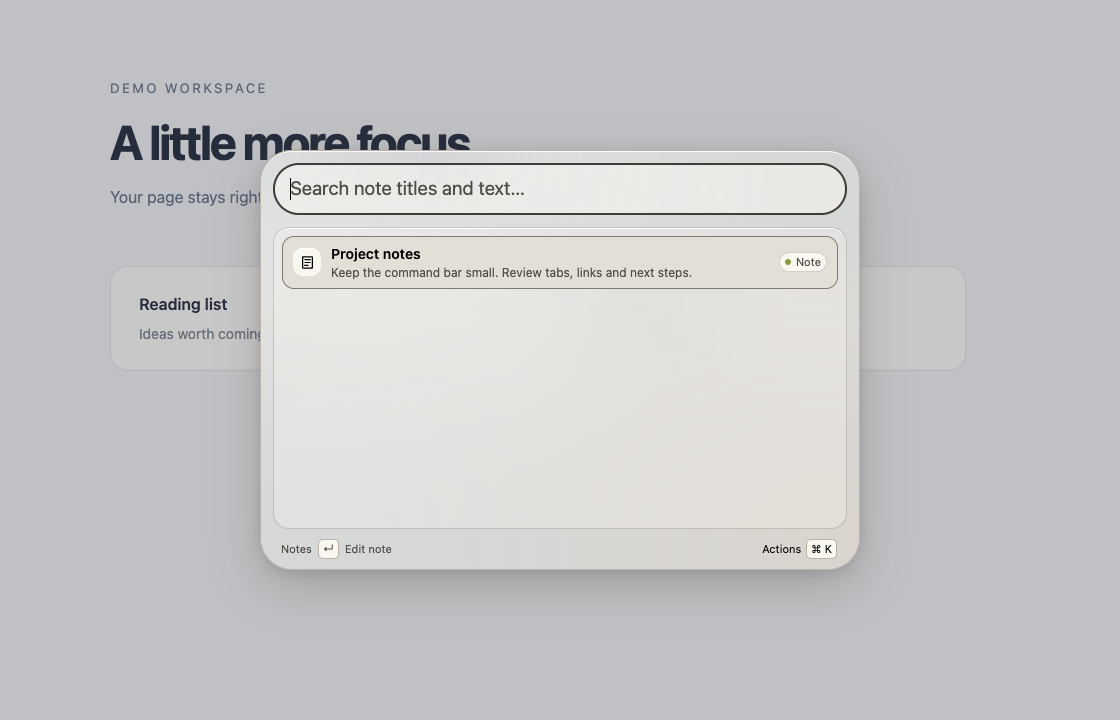 DEMO WORKSPACE
A little more focus
Your page stays right
Search note titles and text...
Project notes
Keep the command bar small. Review tabs, links and next steps.
Note
Reading list
Ideas worth coming
Notes ↵ Edit note
Actions ⌘ K